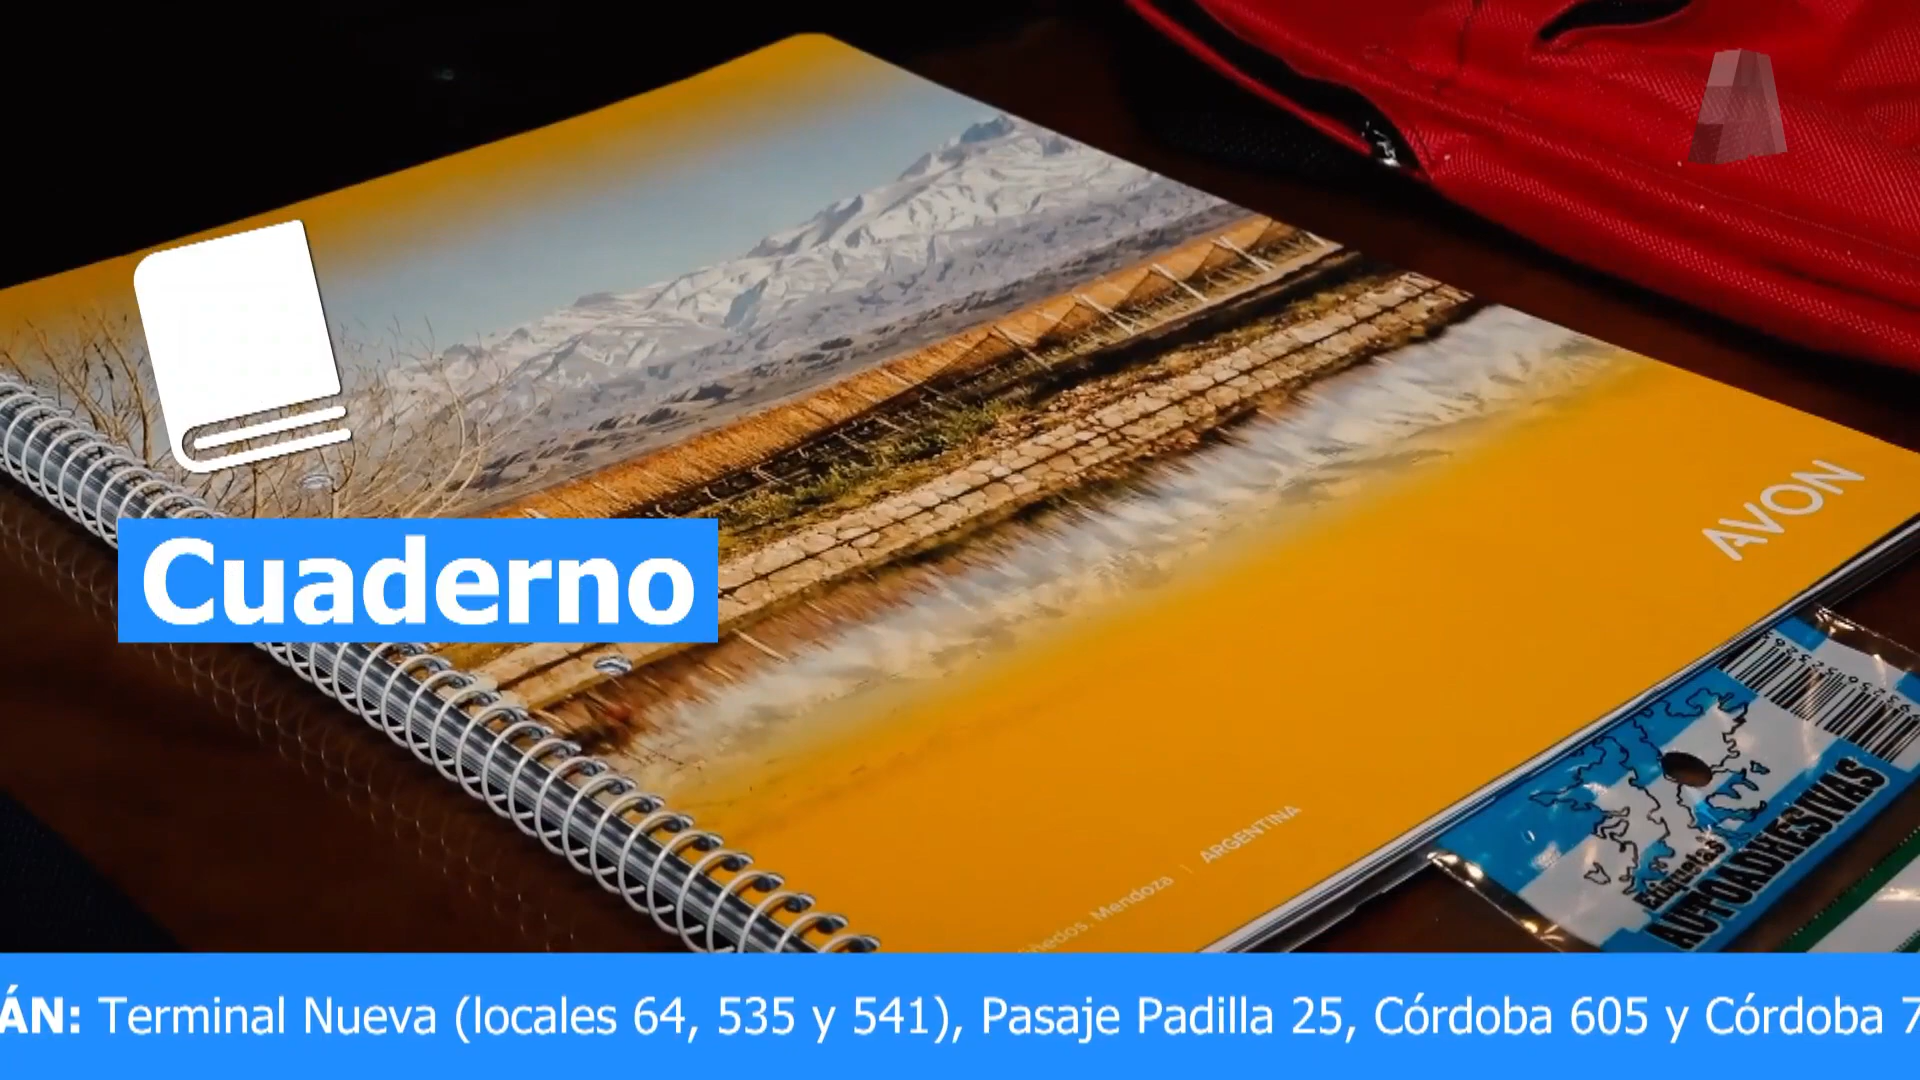 Cuaderno
AVON
Viñedos, Mendoza | ARGENTINA
Etiquetas
AUTOADHESIVAS
ÁN: Terminal Nueva (locales 64, 535 y 541), Pasaje Padilla 25, Córdoba 605 y Córdoba 7